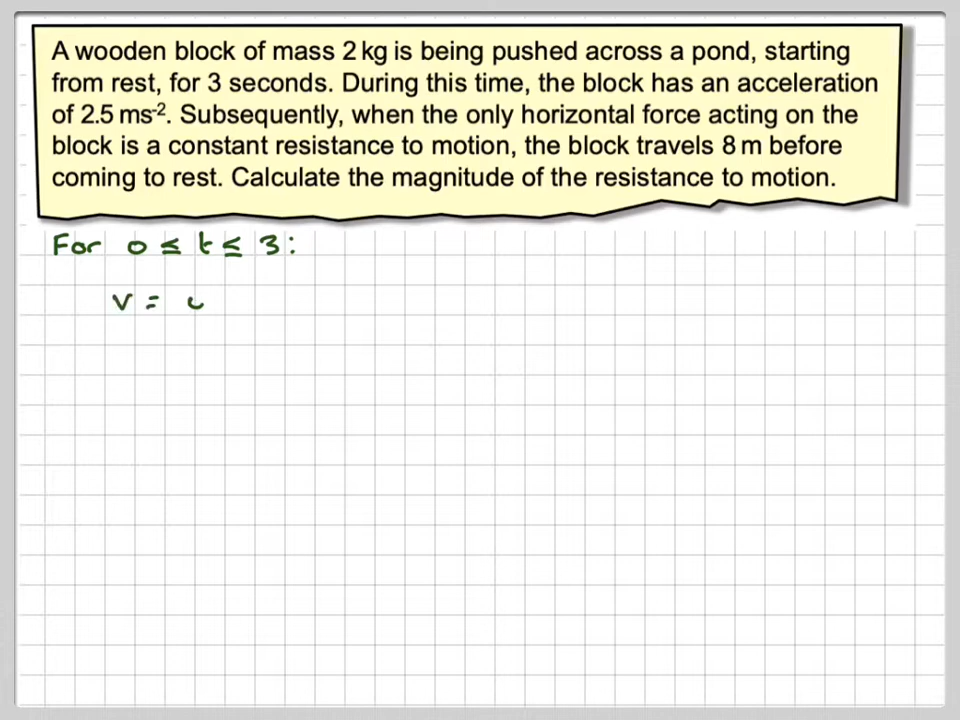 A wooden block of mass 2 kg is being pushed across a pond, starting
from rest, for 3 seconds. During this time, the block has an acceleration
of 2.5 ms⁻². Subsequently, when the only horizontal force acting on the
block is a constant resistance to motion, the block travels 8 m before
coming to rest. Calculate the magnitude of the resistance to motion.
For 0 ≤ t ≤ 3:
v = u